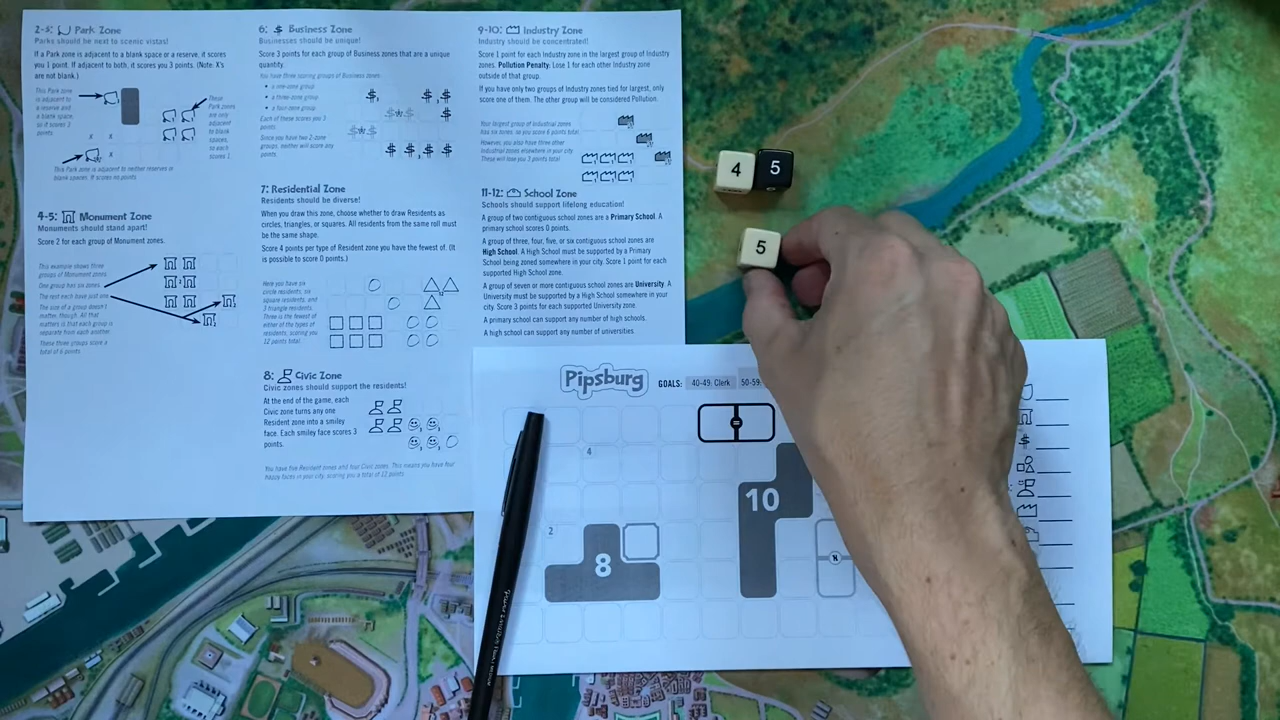 2-3: Park Zone
Parks should be next to scenic vistas!
If a Park zone is adjacent to a blank space or a reserve, it scores
you 1 point. If adjacent to both, it scores you 3 points. (Note: X's
are not blank.)
This Park
zone is
adjacent to
a reserve
and a
blank space,
so it scores 3
points.
These
Park zones
are only
adjacent
to blank
spaces,
so each
scores 1.
X X
X
This Park zone is adjacent to neither reserves or
blank spaces. It scores no points.
4-5: Monument Zone
Monuments should stand apart!
Score 2 for each group of Monument zones.
This example shows three
groups of Monument zones.
One group has six zones.
The rest each have just one.
The size of a group doesn't
matter, though. All that
matters is that each group is
separate from each another.
These three groups score a
total of 6 points.
6: $ Business Zone
Businesses should be unique!
Score 3 points for each group of Business zones that are a unique
quantity.
You have three scoring groups of Business zones:
• a one-zone group
• a three-zone group
• a four-zone group
Each of these scores you 3
points.
Since you have two 2-zone
groups, neither will score any
points.
7: Residential Zone
Residents should be diverse!
When you draw this zone, choose whether to draw Residents as
circles, triangles, or squares. All residents from the same roll must
be the same shape.
Score 4 points per type of Resident zone you have the fewest of. (It
is possible to score 0 points.)
Here you have six
circle residents, six
square residents, and
3 triangle residents.
Three is the fewest of
either of the types of
residents, scoring you
12 points total.
8: Civic Zone
Civic zones should support the residents!
At the end of the game, each
Civic zone turns any one
Resident zone into a smiley
face. Each smiley face scores 3
points.
You have five Resident zones and four Civic zones. This means you have four
happy faces in your city, scoring you a total of 12 points
9-10: Industry Zone
Industry should be concentrated!
Score 1 point for each Industry zone in the largest group of Industry
zones. Pollution Penalty: Lose 1 for each other Industry zone
outside of that group.
If you have only two groups of Industry zones tied for largest, only
score one of them. The other group will be considered Pollution.
Your largest group of Industrial zones
has six zones, so you score 6 points total.
However, you also have three other
Industrial zones elsewhere in your city.
These will lose you 3 points total.
11-12: School Zone
Schools should support lifelong education!
A group of two contiguous school zones are a Primary School. A
primary school scores 0 points.
A group of three, four, five, or six contiguous school zones are
High School. A High School must be supported by a Primary
School being zoned somewhere in your city. Score 1 point for each
supported High School zone.
A group of seven or more contiguous school zones are University. A
University must be supported by a High School somewhere in
your city. Score 3 points for each supported University zone.
A primary school can support any number of high schools.
A high school can support any number of universities.
4 5
5
Pipsburg
GOALS: 40-49: Clerk 50-59:
=
4
10
2
8
N
$